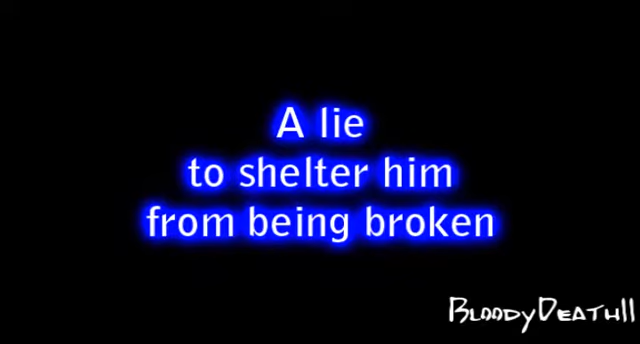 A lie
to shelter him
from being broken
BloodyDeath11